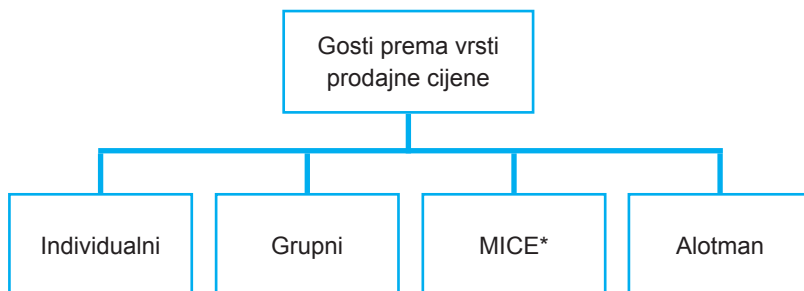 Gosti prema vrsti
prodajne cijene
Individualni
Grupni
MICE*
Alotman